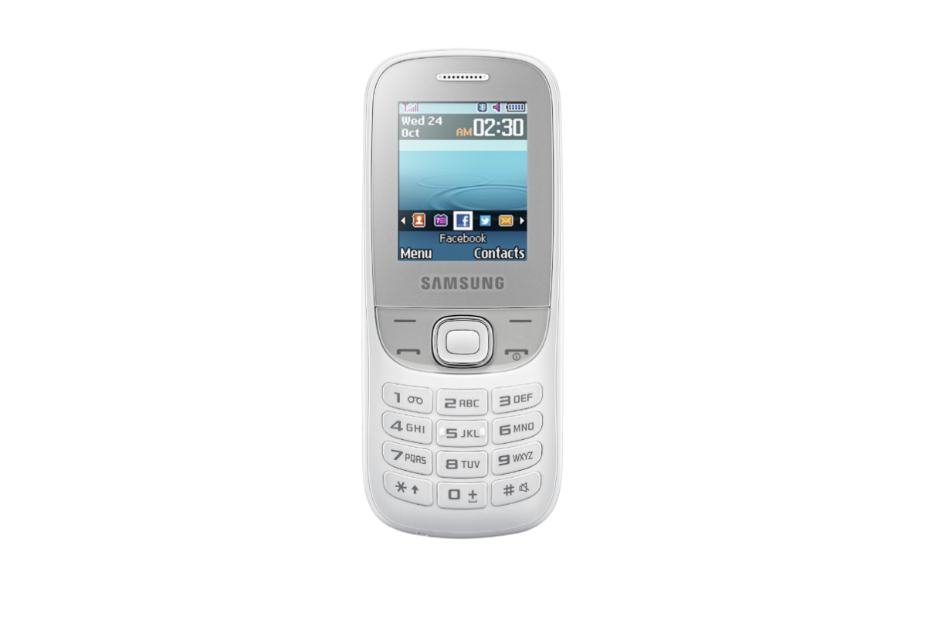 Wed 24
Oct AM 02:30
Facebook
Menu Contacts
SAMSUNG
1 2 ABC 3 DEF
4 GHI 5 JKL 6 MNO
7 PQRS 8 TUV 9 WXYZ
* 0 + #